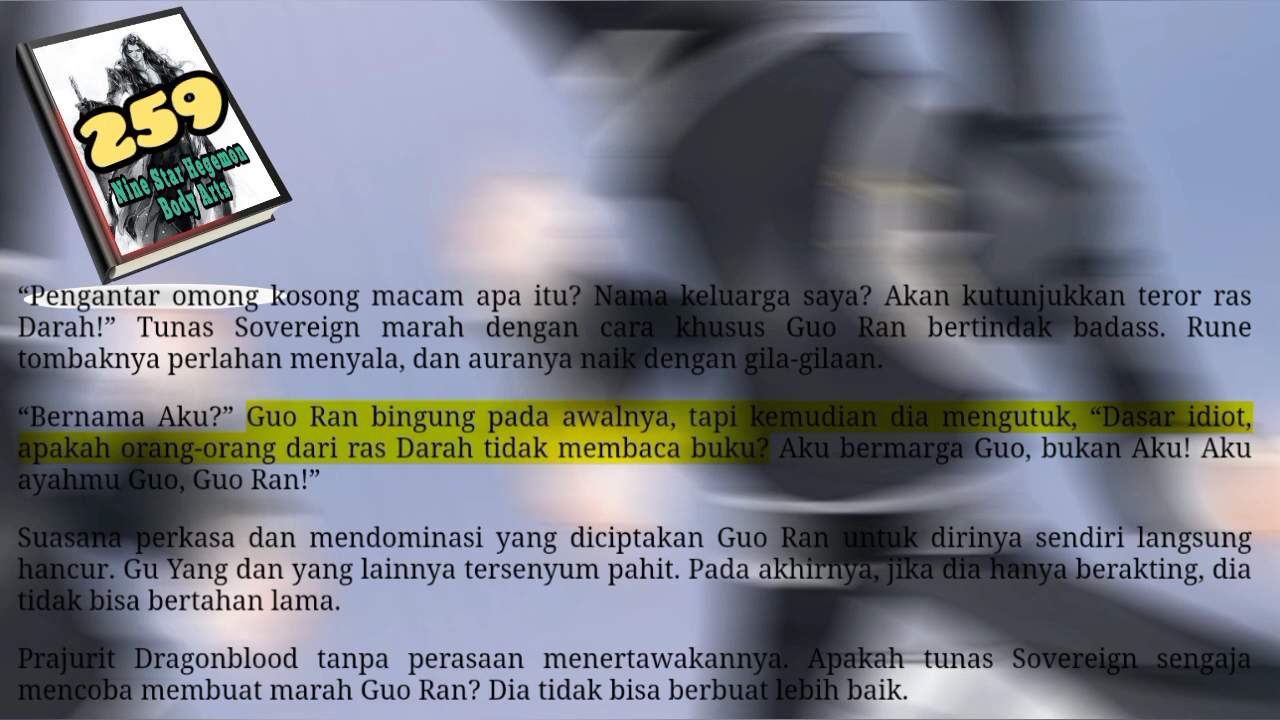 259
Nine Star Hegemon
Body Arts
“Pengantar omong kosong macam apa itu? Nama keluarga saya? Akan kutunjukkan teror ras
Darah!” Tunas Sovereign marah dengan cara khusus Guo Ran bertindak badass. Rune
tombaknya perlahan menyala, dan auranya naik dengan gila-gilaan.
“Bernama Aku?” Guo Ran bingung pada awalnya, tapi kemudian dia mengutuk, “Dasar idiot,
apakah orang-orang dari ras Darah tidak membaca buku? Aku bermarga Guo, bukan Aku! Aku
ayahmu Guo, Guo Ran!”
Suasana perkasa dan mendominasi yang diciptakan Guo Ran untuk dirinya sendiri langsung
hancur. Gu Yang dan yang lainnya tersenyum pahit. Pada akhirnya, jika dia hanya berakting, dia
tidak bisa bertahan lama.
Prajurit Dragonblood tanpa perasaan menertawakannya. Apakah tunas Sovereign sengaja
mencoba membuat marah Guo Ran? Dia tidak bisa berbuat lebih baik.